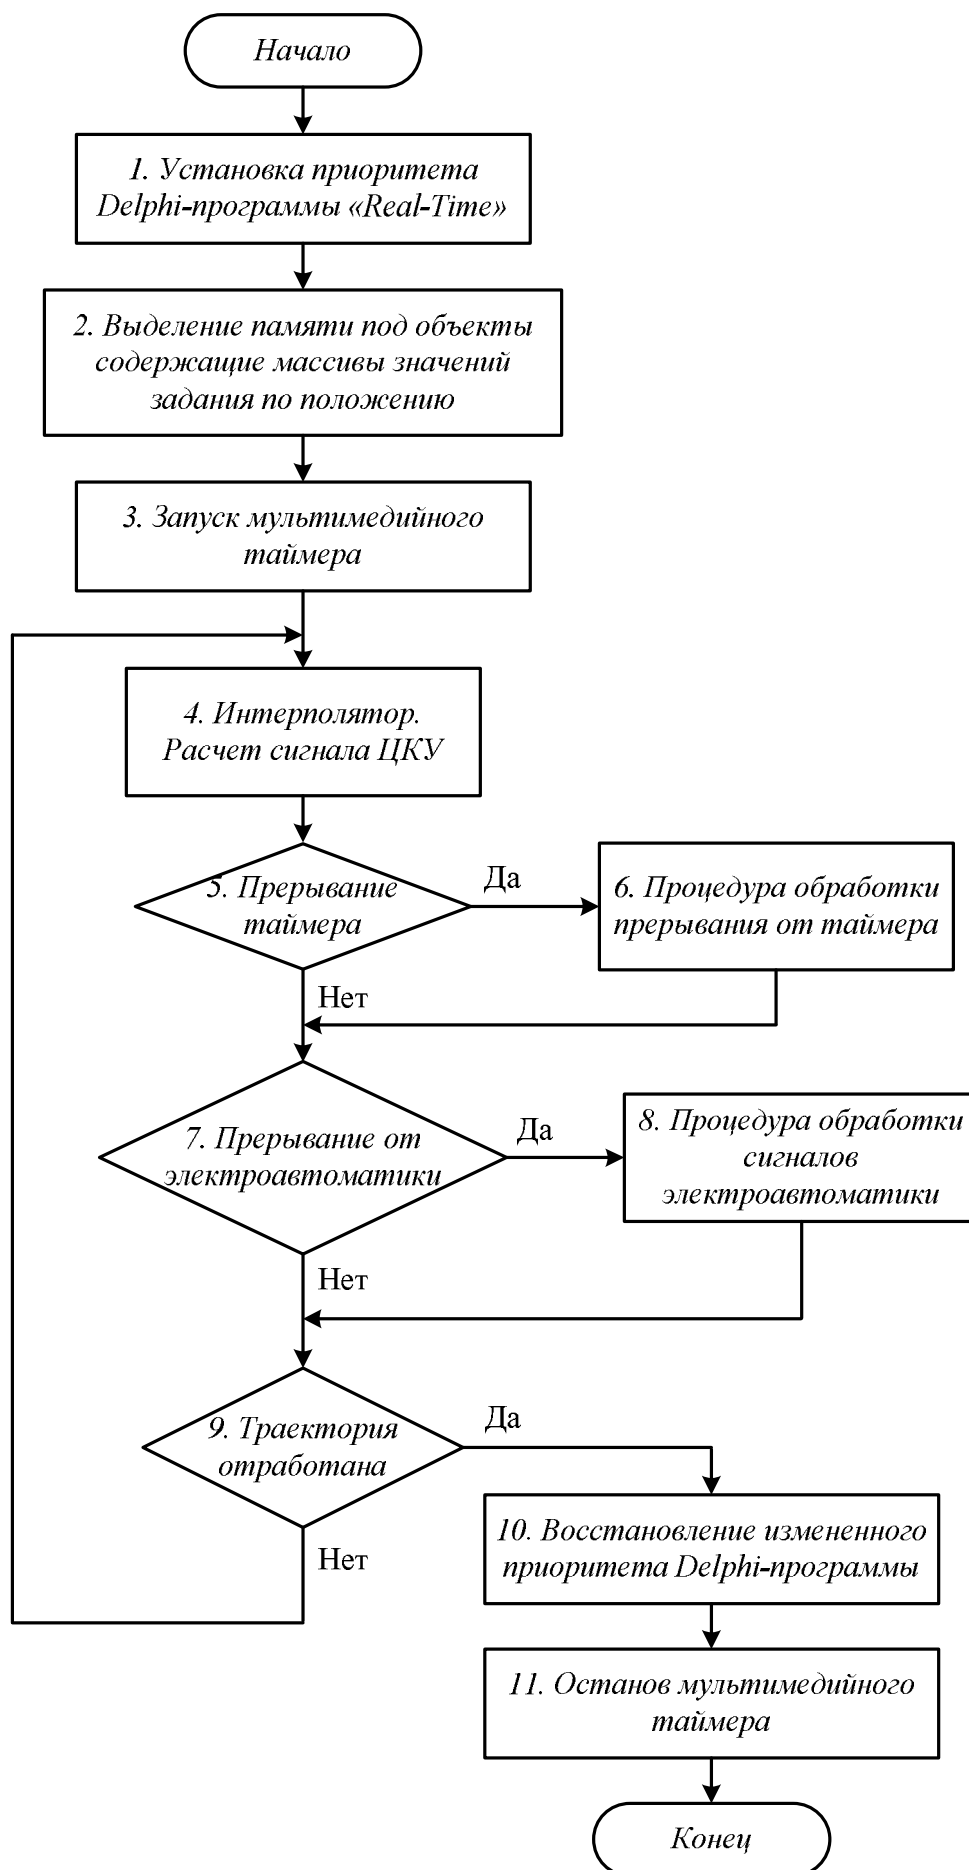 Начало
1. Установка приоритета
Delphi-программы «Real-Time»
2. Выделение памяти под объекты
содержащие массивы значений
задания по положению
3. Запуск мультимедийного
таймера
4. Интерполятор.
Расчет сигнала ЦКУ
5. Прерывание
таймера
Да
6. Процедура обработки
прерывания от таймера
Нет
7. Прерывание от
электроавтоматики
Да
8. Процедура обработки
сигналов
электроавтоматики
Нет
9. Траектория
отработана
Да
Нет
10. Восстановление измененного
приоритета Delphi-программы
11. Останов мультимедийного
таймера
Конец